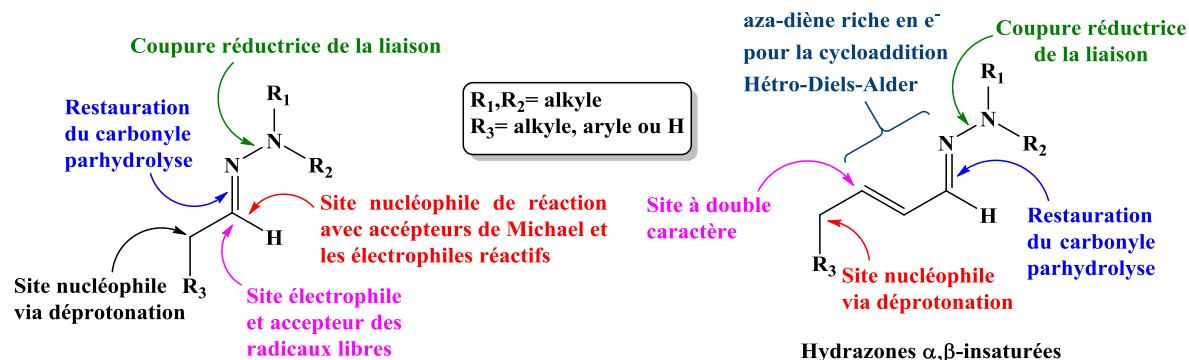 Coupure réductrice de la liaison
Restauration
du carbonyle
parhydrolyse
R1
N
R2
N
H
R3
Site nucléophile
via déprotonation
Site nucléophile de réaction
avec accépteurs de Michael et
les électrophiles réactifs
Site électrophile
et accepteur des
radicaux libres
R1,R2= alkyle
R3= alkyle, aryle ou H
aza-diène riche en e-
pour la cycloaddition
Hétro-Diels-Alder
Coupure réductrice
de la liaison
R1
N
R2
N
H
R3
Site à double
caractère
Site nucléophile
via déprotonation
Restauration
du carbonyle
parhydrolyse
Hydrazones α,β-insaturées